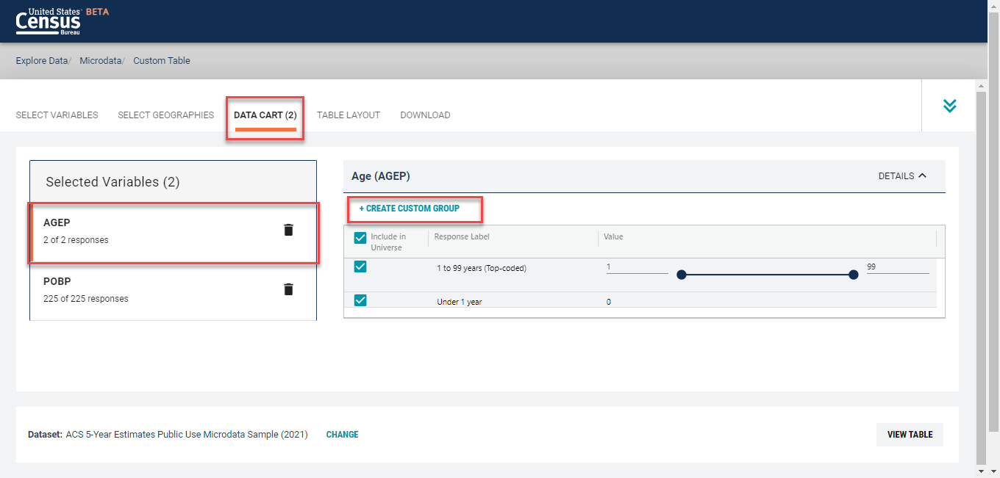 United States® BETA
Census
Bureau
Explore Data/ Microdata/ Custom Table
SELECT VARIABLES SELECT GEOGRAPHIES DATA CART (2) TABLE LAYOUT DOWNLOAD
Selected Variables (2)
AGEP
2 of 2 responses
POBP
225 of 225 responses
Age (AGEP) DETAILS
+ CREATE CUSTOM GROUP
Include in Universe Response Label Value
1 to 99 years (Top-coded) 1 99
Under 1 year 0
Dataset: ACS 5-Year Estimates Public Use Microdata Sample (2021) CHANGE VIEW TABLE